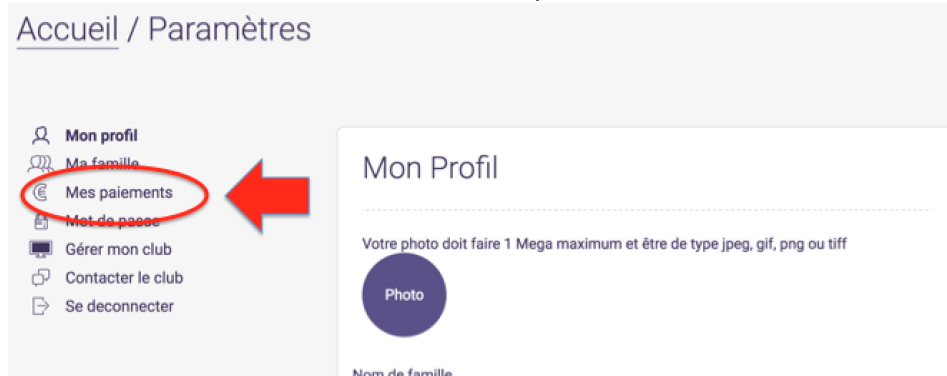 Accueil / Paramètres
Mon profil
Ma famille
Mes paiements
Mot de passe
Gérer mon club
Contacter le club
Se deconnecter
Mon Profil
Votre photo doit faire 1 Mega maximum et être de type jpeg, gif, png ou tiff
Photo
Nom de famille